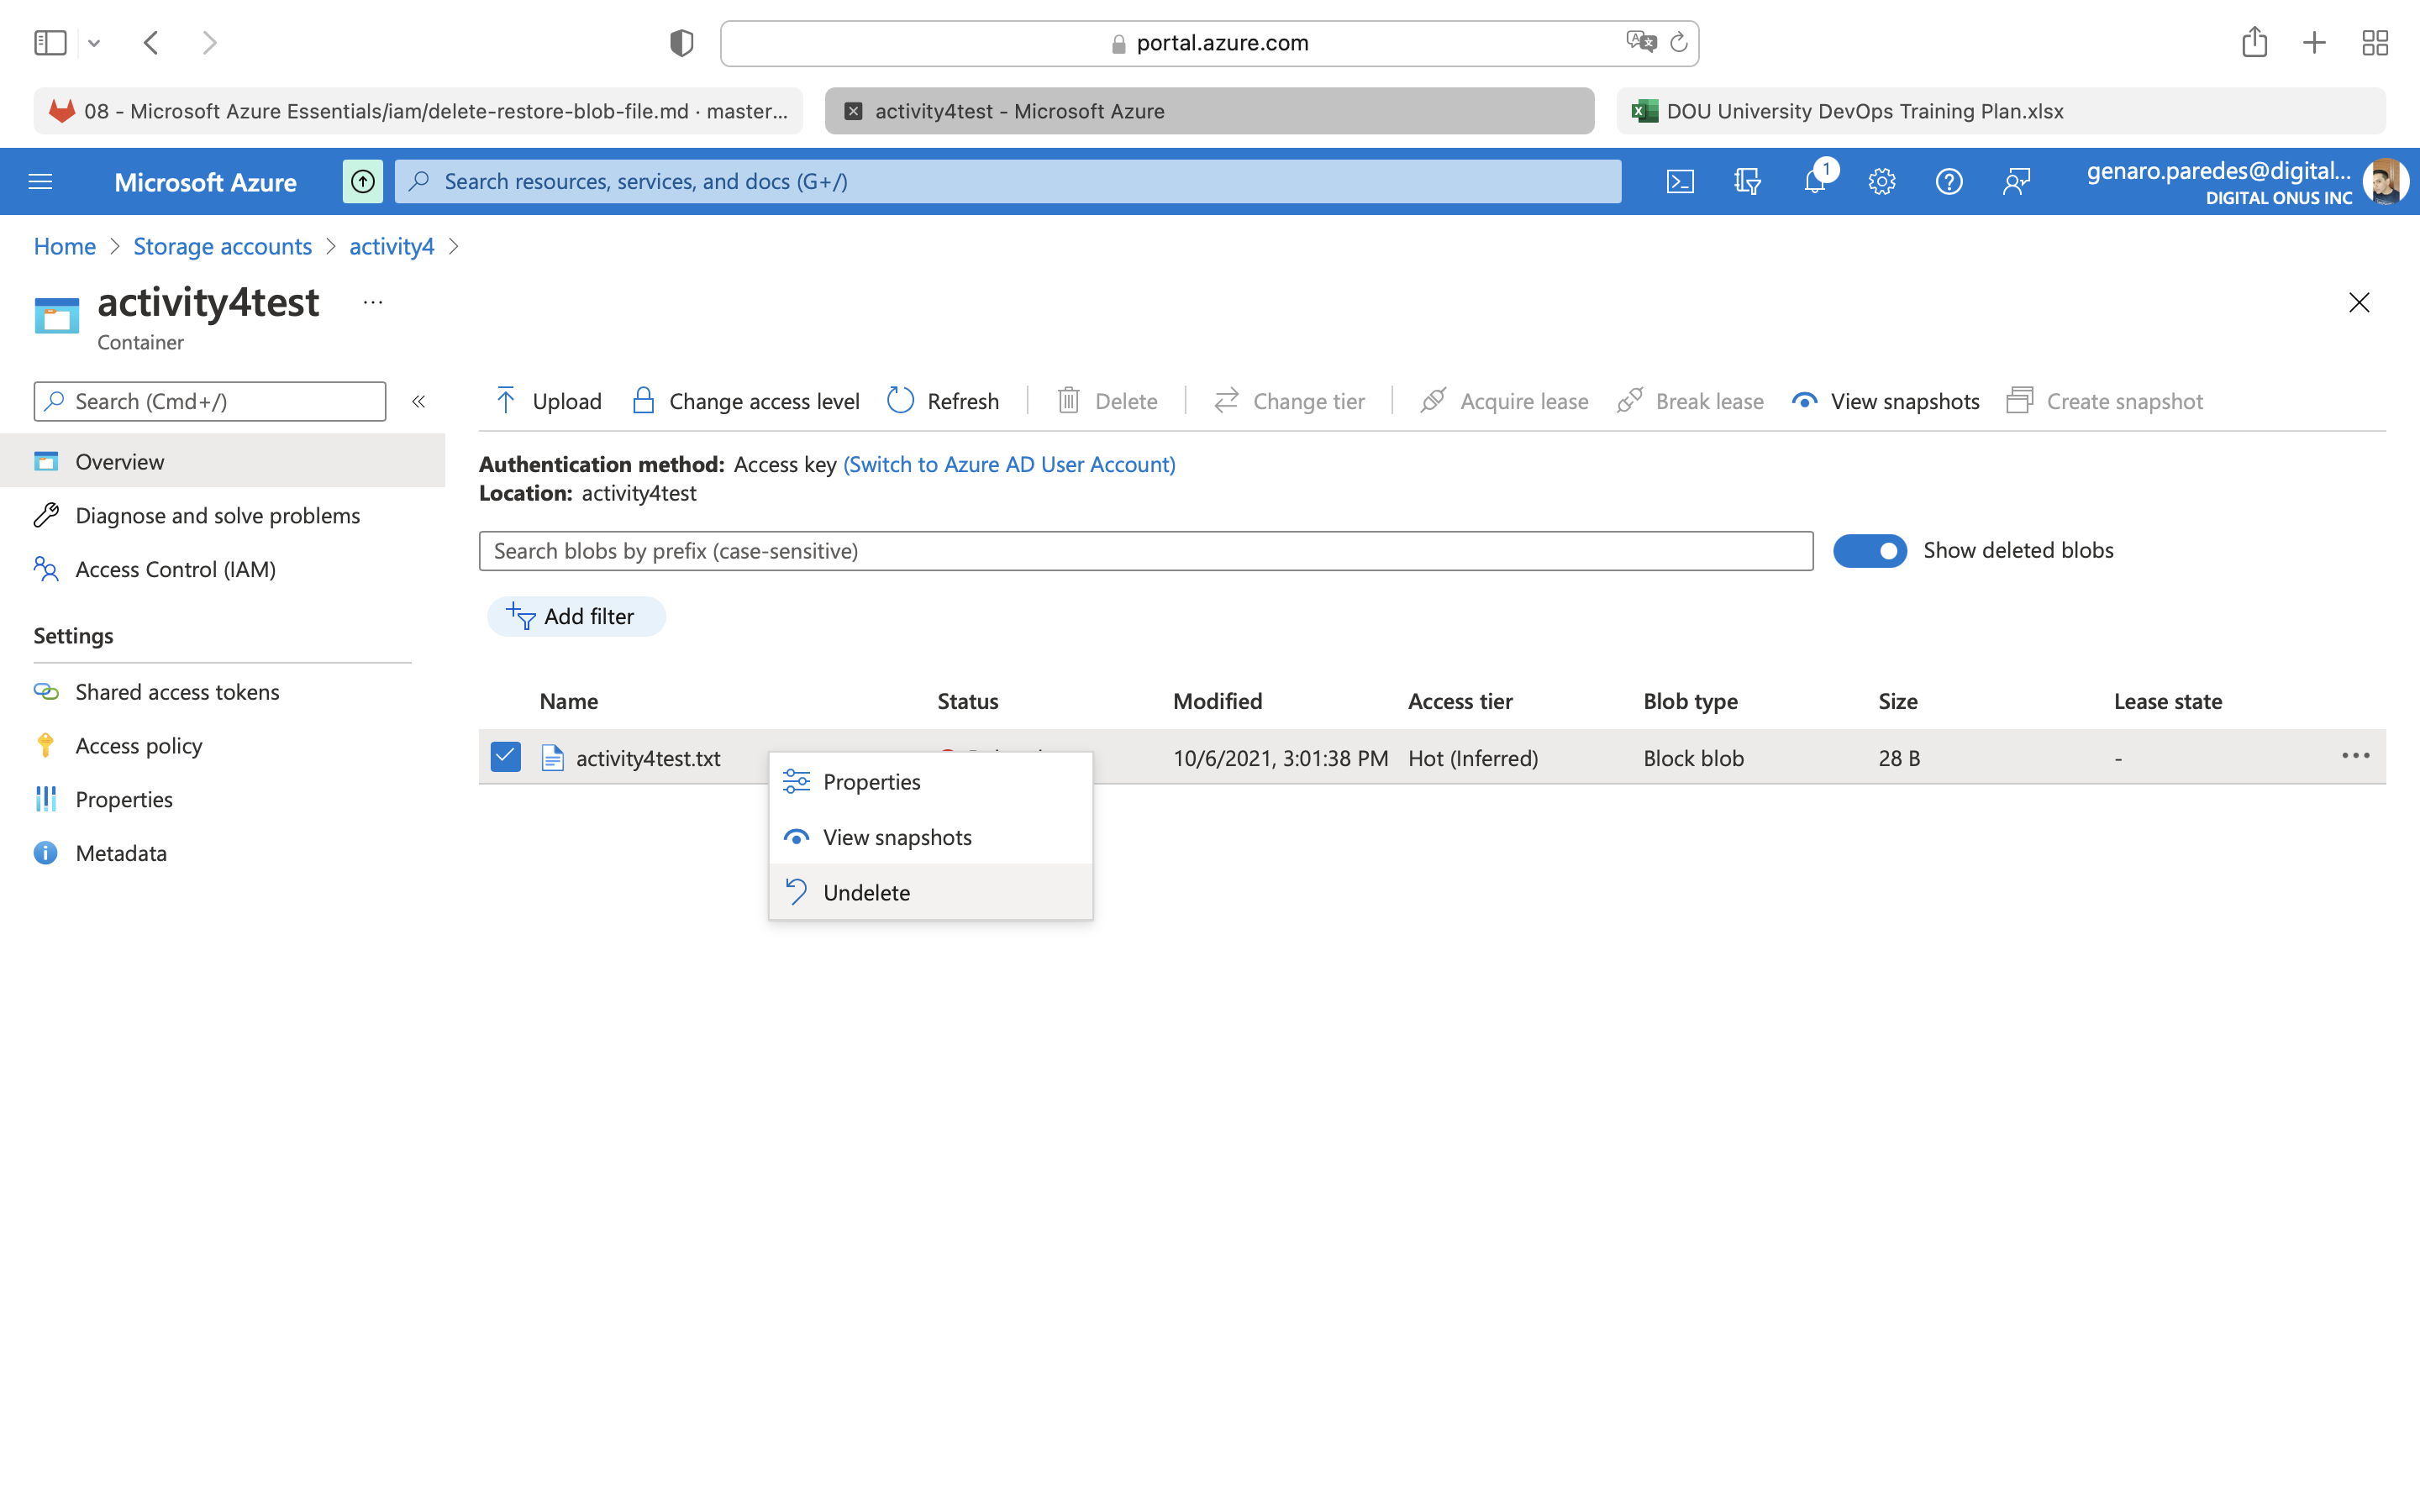 portal.azure.com
08 - Microsoft Azure Essentials/iam/delete-restore-blob-file.md · master...
activity4test - Microsoft Azure
DOU University DevOps Training Plan.xlsx
Microsoft Azure
Search resources, services, and docs (G+/)
1
genaro.paredes@digital...
DIGITAL ONUS INC
Home > Storage accounts > activity4 >
activity4test ...
Container
Search (Cmd+/)
«
Upload
Change access level
Refresh
Delete
Change tier
Acquire lease
Break lease
View snapshots
Create snapshot
Overview
Diagnose and solve problems
Access Control (IAM)
Settings
Shared access tokens
Access policy
Properties
Metadata
Authentication method: Access key (Switch to Azure AD User Account)
Location: activity4test
Search blobs by prefix (case-sensitive)
Show deleted blobs
Add filter
Name Status Modified Access tier Blob type Size Lease state
activity4test.txt 10/6/2021, 3:01:38 PM Hot (Inferred) Block blob 28 B - ...
Properties
View snapshots
Undelete